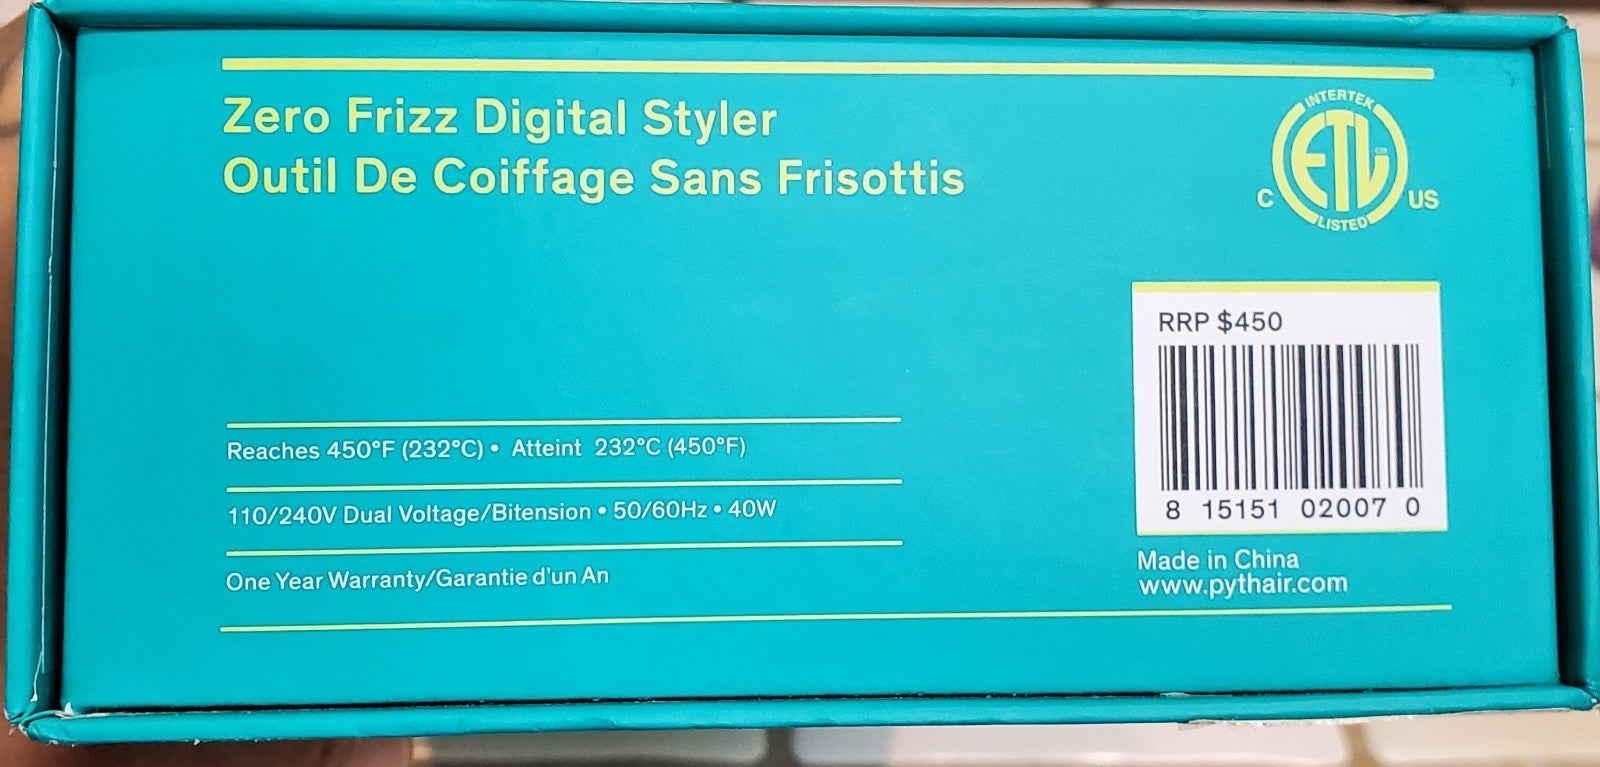 Zero Frizz Digital Styler
Outil De Coiffage Sans Frisottis
INTERTEK
ETL
C US
LISTED
RRP $450
8 15151 02007 0
Reaches 450°F (232°C) • Atteint 232°C (450°F)
110/240V Dual Voltage/Bitension • 50/60Hz • 40W
One Year Warranty/Garantie d'un An
Made in China
www.pythair.com